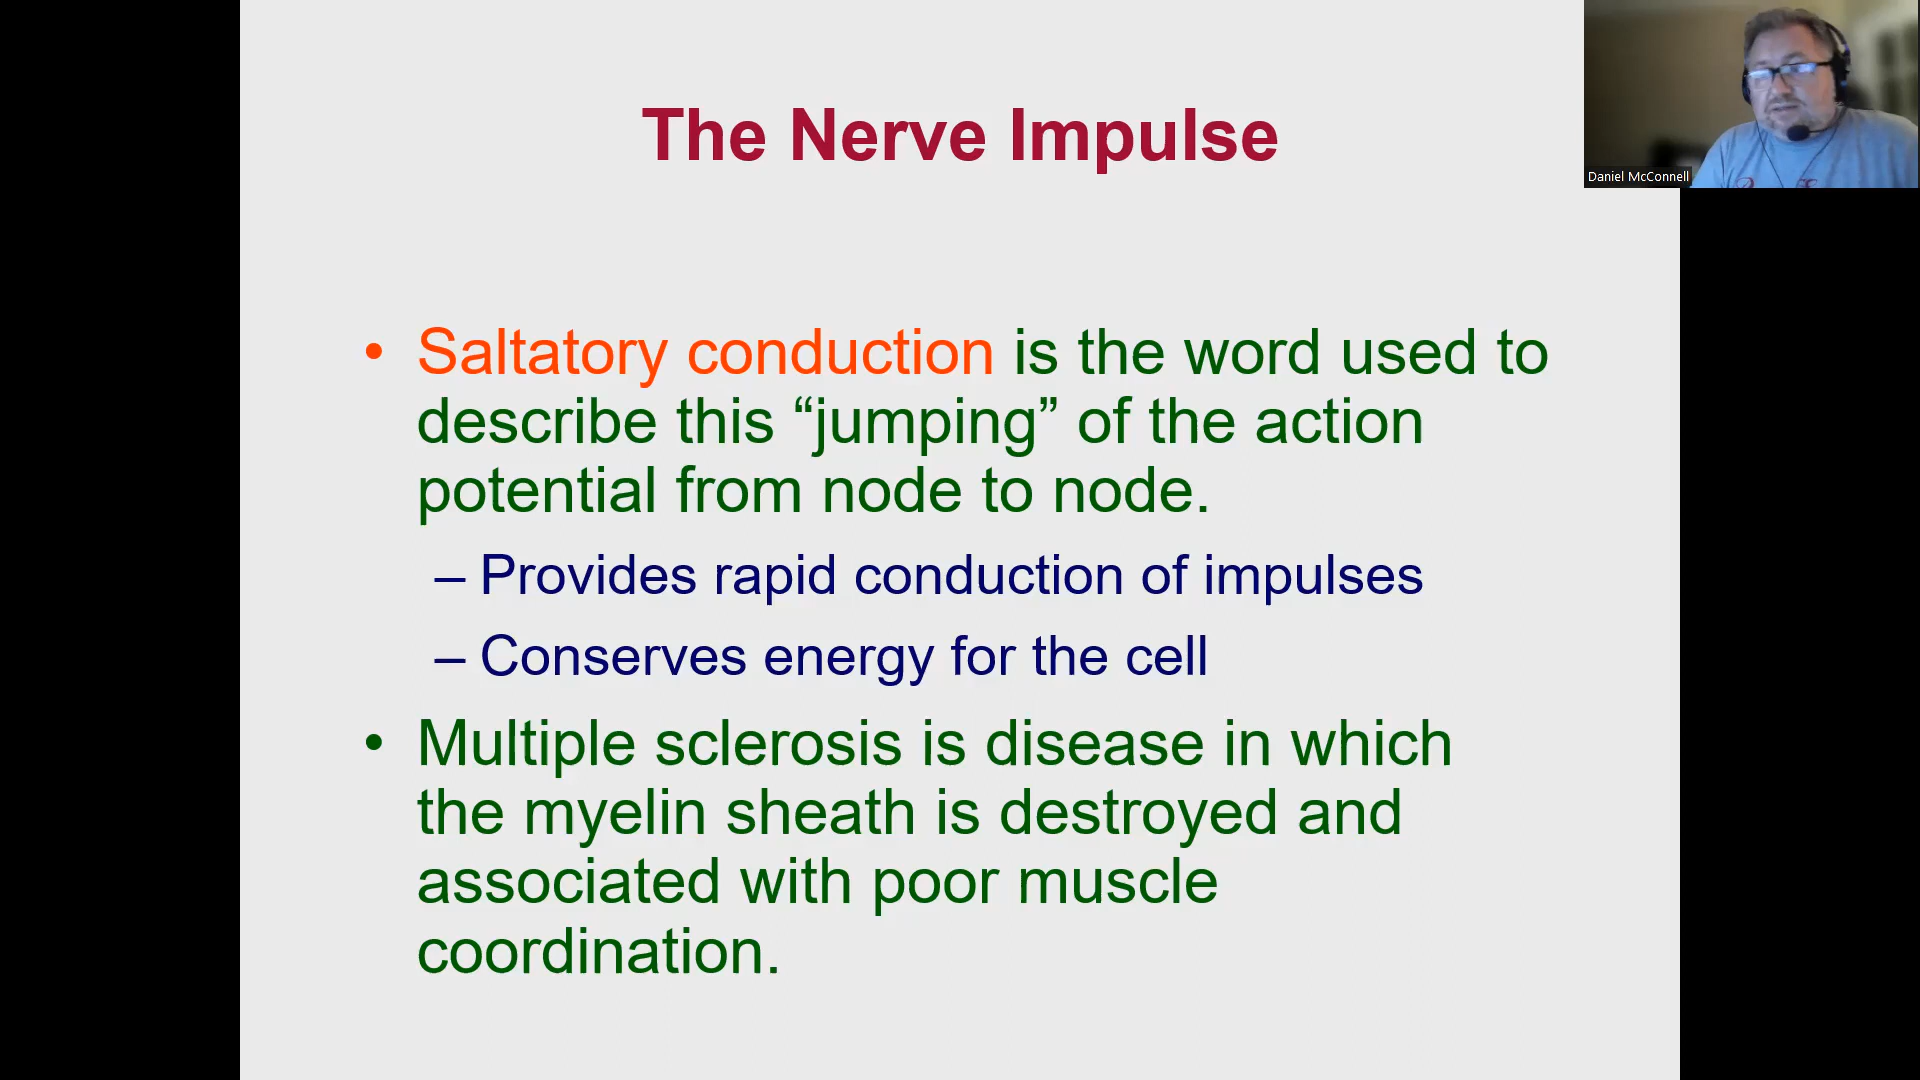 The Nerve Impulse
Daniel McConnell
• Saltatory conduction is the word used to
describe this “jumping” of the action
potential from node to node.
– Provides rapid conduction of impulses
– Conserves energy for the cell
• Multiple sclerosis is disease in which
the myelin sheath is destroyed and
associated with poor muscle
coordination.